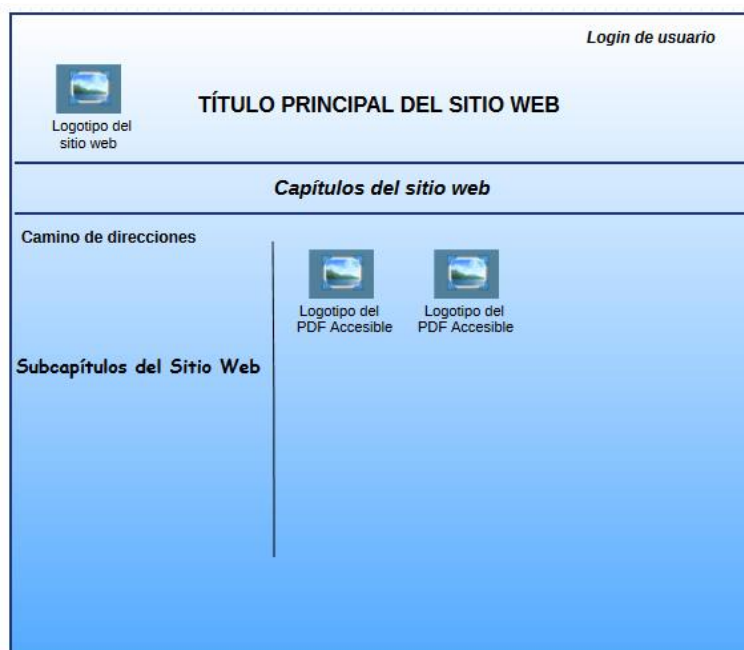 Login de usuario
TÍTULO PRINCIPAL DEL SITIO WEB
Logotipo del
sitio web
Capítulos del sitio web
Camino de direcciones
Logotipo del
PDF Accesible
Logotipo del
PDF Accesible
Subcapítulos del Sitio Web